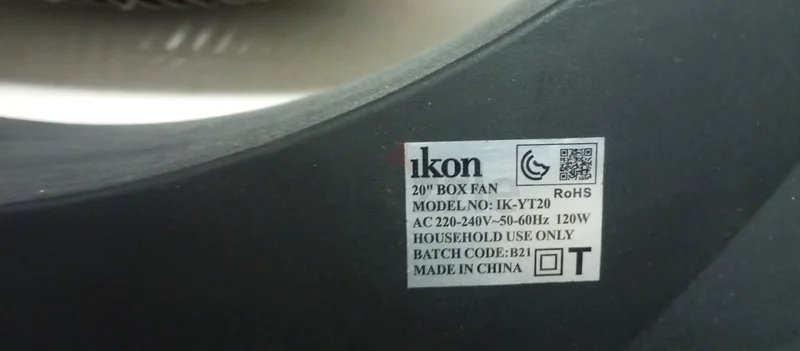 ikon
20" BOX FAN
RoHS
MODEL NO: IK-YT20
AC 220-240V~50-60Hz 120W
HOUSEHOLD USE ONLY
BATCH CODE:B21
MADE IN CHINA
T